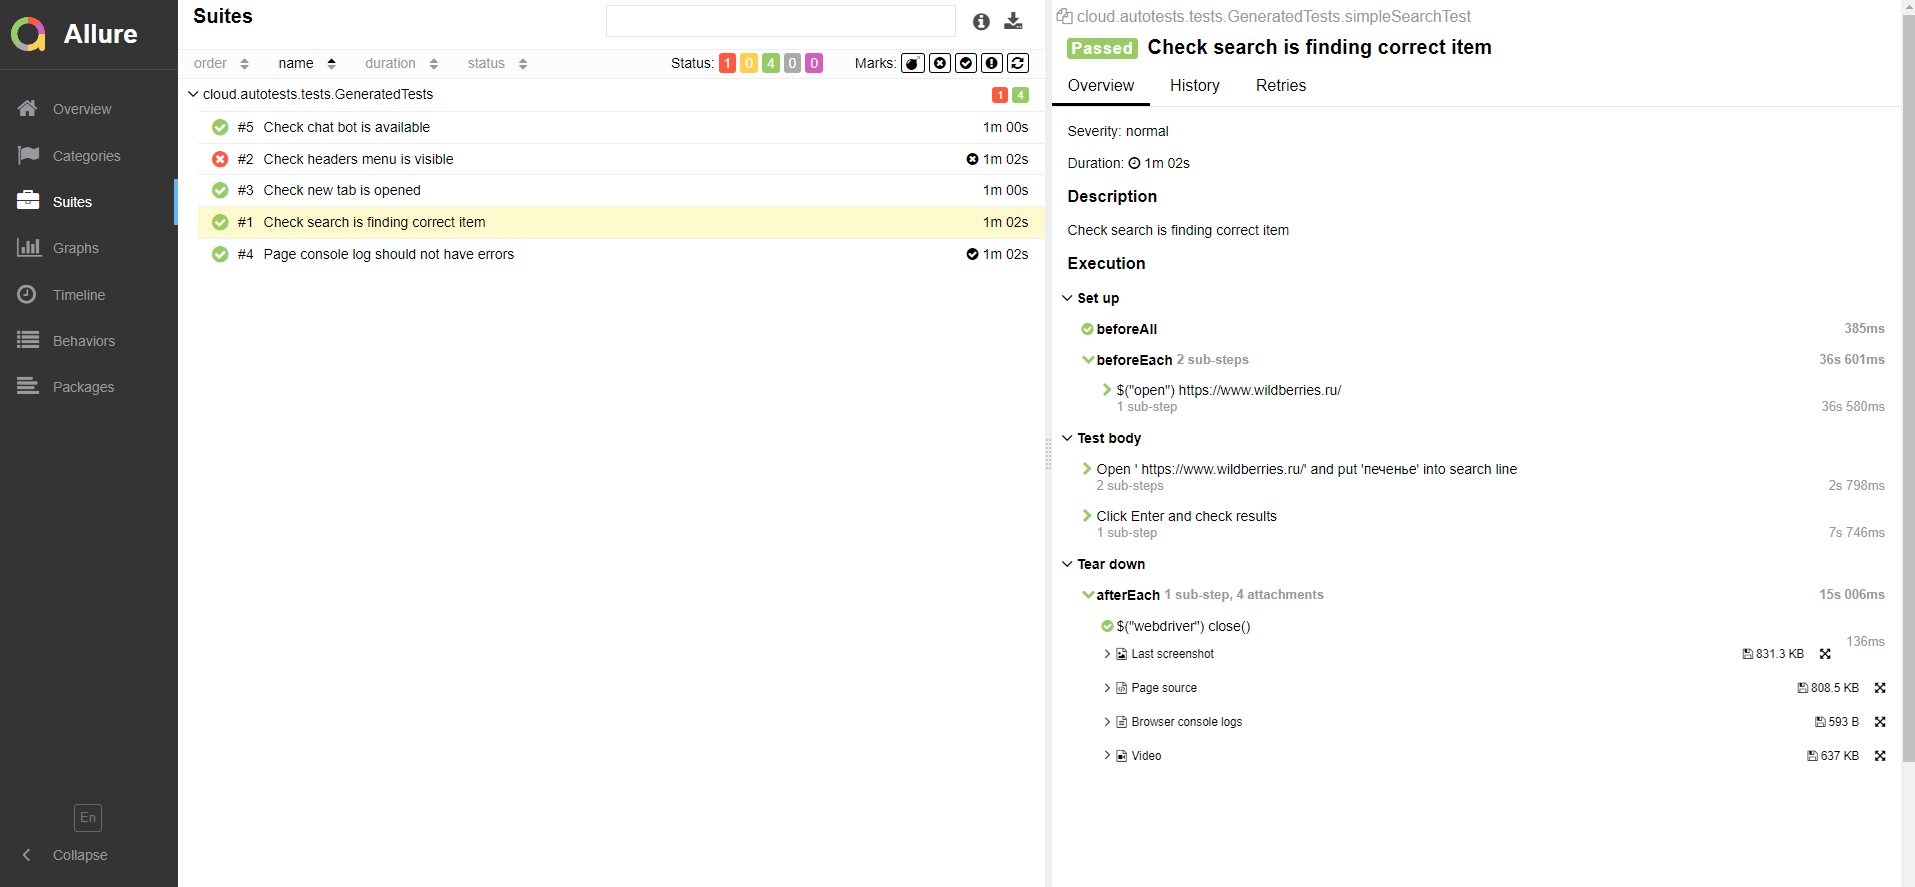 Allure
Overview
Categories
Suites
Graphs
Timeline
Behaviors
Packages
En
Collapse
Suites
order name duration status Status: 1 0 4 0 0 Marks:
cloud.autotests.tests.GeneratedTests 1 4
#5 Check chat bot is available 1m 00s
#2 Check headers menu is visible 1m 02s
#3 Check new tab is opened 1m 00s
#1 Check search is finding correct item 1m 02s
#4 Page console log should not have errors 1m 02s
cloud.autotests.tests.GeneratedTests.simpleSearchTest
Passed Check search is finding correct item
Overview History Retries
Severity: normal
Duration: 1m 02s
Description
Check search is finding correct item
Execution
Set up
beforeAll 385ms
beforeEach 2 sub-steps 36s 601ms
$("open") https://www.wildberries.ru/
1 sub-step 36s 580ms
Test body
Open ' https://www.wildberries.ru/' and put 'печенье' into search line
2 sub-steps 2s 798ms
Click Enter and check results
1 sub-step 7s 746ms
Tear down
afterEach 1 sub-step, 4 attachments 15s 006ms
$("webdriver") close()
136ms
Last screenshot 831.3 KB
Page source 808.5 KB
Browser console logs 593 B
Video 637 KB